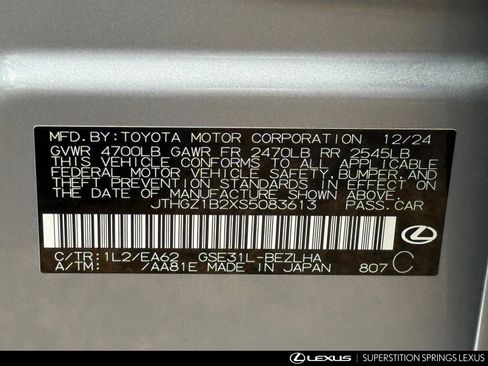 MFD.BY:TOYOTA MOTOR CORPORATION 12/24
GVWR 4700LB GAWR FR 2470LB RR 2545LB
THIS VEHICLE CONFORMS TO ALL APPLICABLE
FEDERAL MOTOR VEHICLE SAFETY,BUMPER,AND
THEFT PREVENTION STANDARDS IN EFFECT ON
THE DATE OF MANUFACTURE SHOWN ABOVE.
JTHGZ1B2XS5083613 PASS.CAR
C/TR:1L2/EA62 GSE31L-BEZLHA
A/TM: /AA81E MADE IN JAPAN 807 C
LEXUS | SUPERSTITION SPRINGS LEXUS